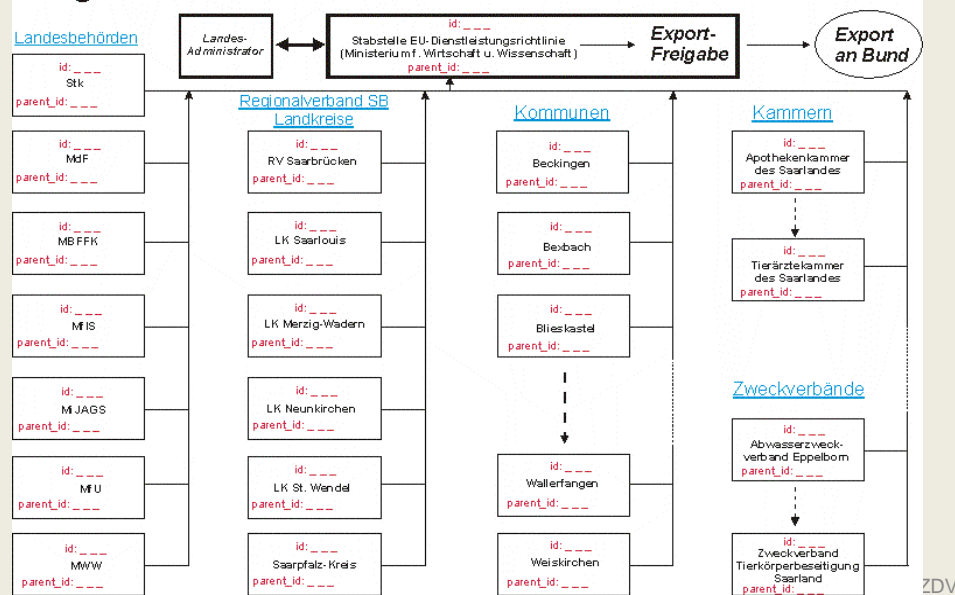 Landesbehörden
id: _ _ _
Stk
parent_id: _ _ _
id: _ _ _
MdF
parent_id: _ _ _
id: _ _ _
MBFFK
parent_id: _ _ _
id: _ _ _
MfIS
parent_id: _ _ _
id: _ _ _
MiJAGS
parent_id: _ _ _
id: _ _ _
MfU
parent_id: _ _ _
id: _ _ _
MWW
parent_id: _ _ _
Landes-
Administrator
id: _ _ _
Stabstelle EU-Dienstleistungsrichtlinie
(Ministerium f. Wirtschaft u. Wissenschaft)
parent_id: _ _ _
Export-
Freigabe
Export
an Bund
Regionalverband SB
Landkreise
id: _ _ _
RV Saarbrücken
parent_id: _ _ _
id: _ _ _
LK Saarlouis
parent_id: _ _ _
id: _ _ _
LK Merzig-Wadern
parent_id: _ _ _
id: _ _ _
LK Neunkirchen
parent_id: _ _ _
id: _ _ _
LK St. Wendel
parent_id: _ _ _
id: _ _ _
Saarpfalz-Kreis
parent_id: _ _ _
Kommunen
id: _ _ _
Beckingen
parent_id: _ _ _
id: _ _ _
Bexbach
parent_id: _ _ _
id: _ _ _
Blieskastel
parent_id: _ _ _
id: _ _ _
Wallerfangen
parent_id: _ _ _
id: _ _ _
Weiskirchen
parent_id: _ _ _
Kammern
id: _ _ _
Apothekenkammer
des Saarlandes
parent_id: _ _ _
id: _ _ _
Tierärztekammer
des Saarlandes
parent_id: _ _ _
Zweckverbände
id: _ _ _
Abwasserzweck-
verband Eppelborn
parent_id: _ _ _
id: _ _ _
Zweckverband
Tierkörperbeseitigung
Saarland
parent_id: _ _ _